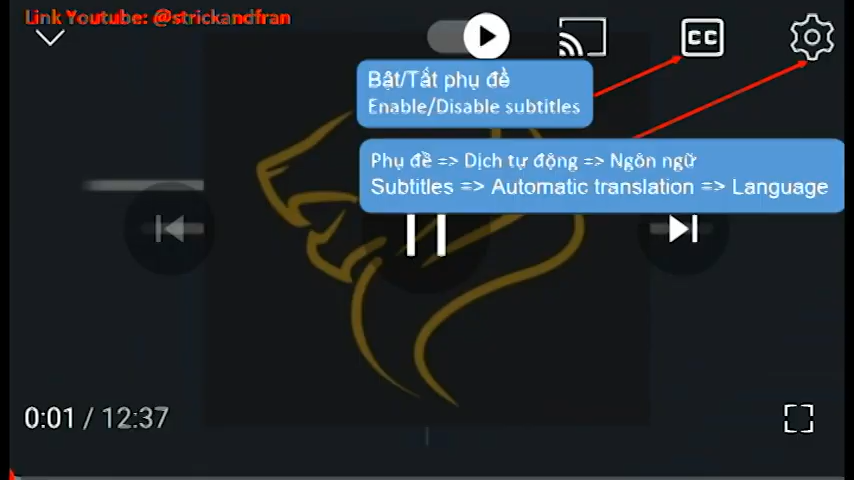 Link Youtube: @strickandfran
CC
Bật/Tắt phụ đề
Enable/Disable subtitles
Phụ đề => Dịch tự động => Ngôn ngữ
Subtitles => Automatic translation => Language
0:01 / 12:37